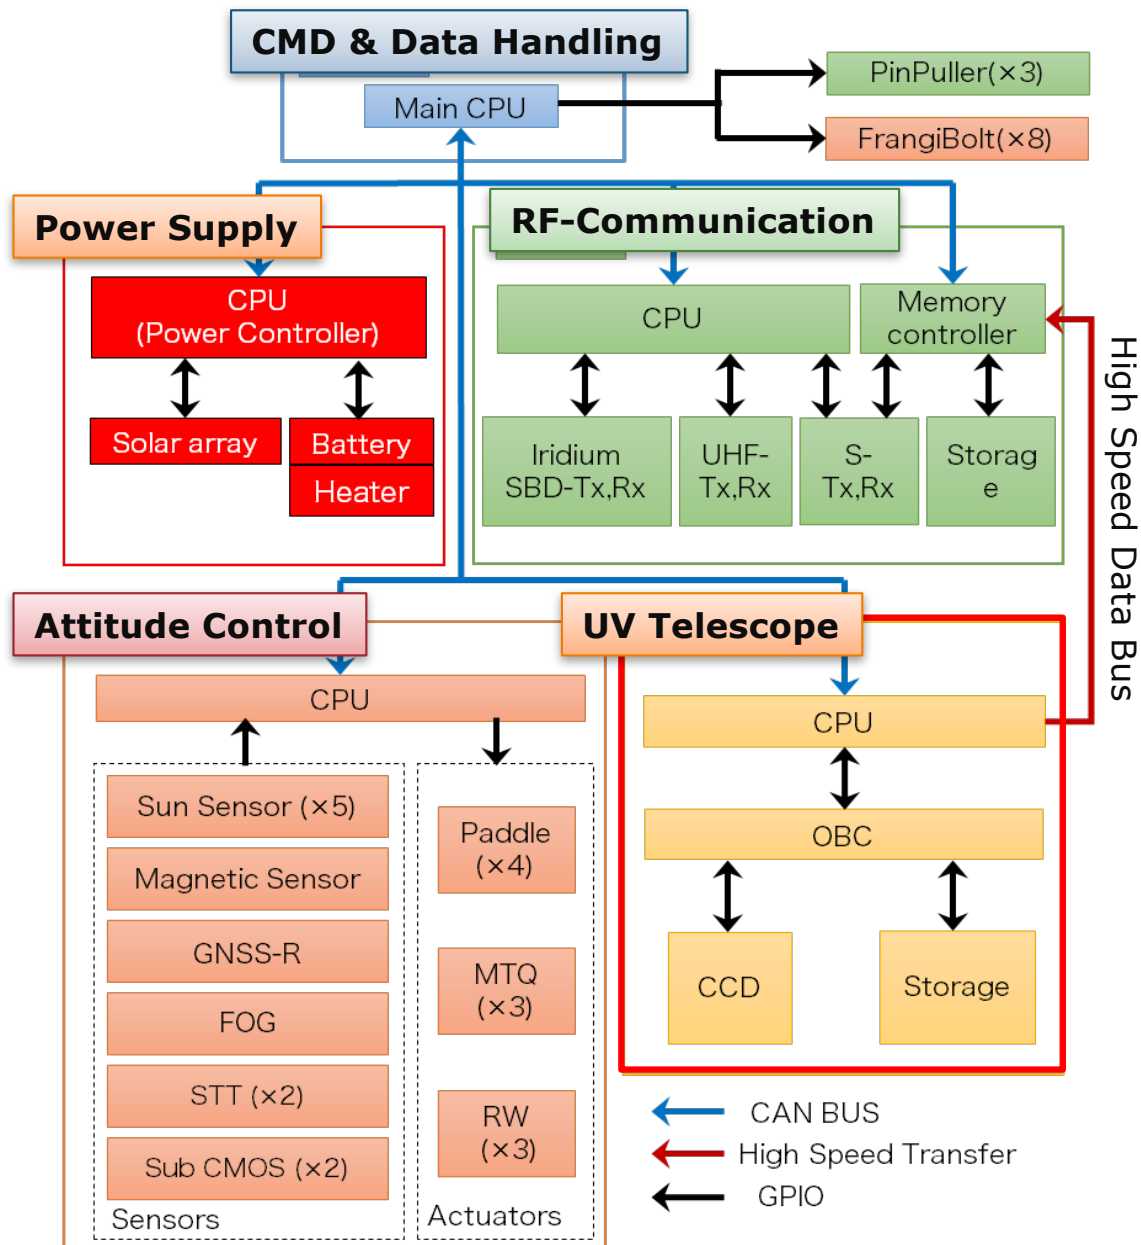 CMD & Data Handling
Main CPU
PinPuller(×3)
FrangiBolt(×8)
Power Supply
CPU
(Power Controller)
Solar array
Battery
Heater
RF-Communication
CPU
Memory
controller
Iridium
SBD-Tx,Rx
UHF-
Tx,Rx
S-
Tx,Rx
Storag
e
High Speed Data Bus
Attitude Control
CPU
Sun Sensor (×5)
Magnetic Sensor
GNSS-R
FOG
STT (×2)
Sub CMOS (×2)
Sensors
Paddle
(×4)
MTQ
(×3)
RW
(×3)
Actuators
UV Telescope
CPU
OBC
CCD
Storage
CAN BUS
High Speed Transfer
GPIO